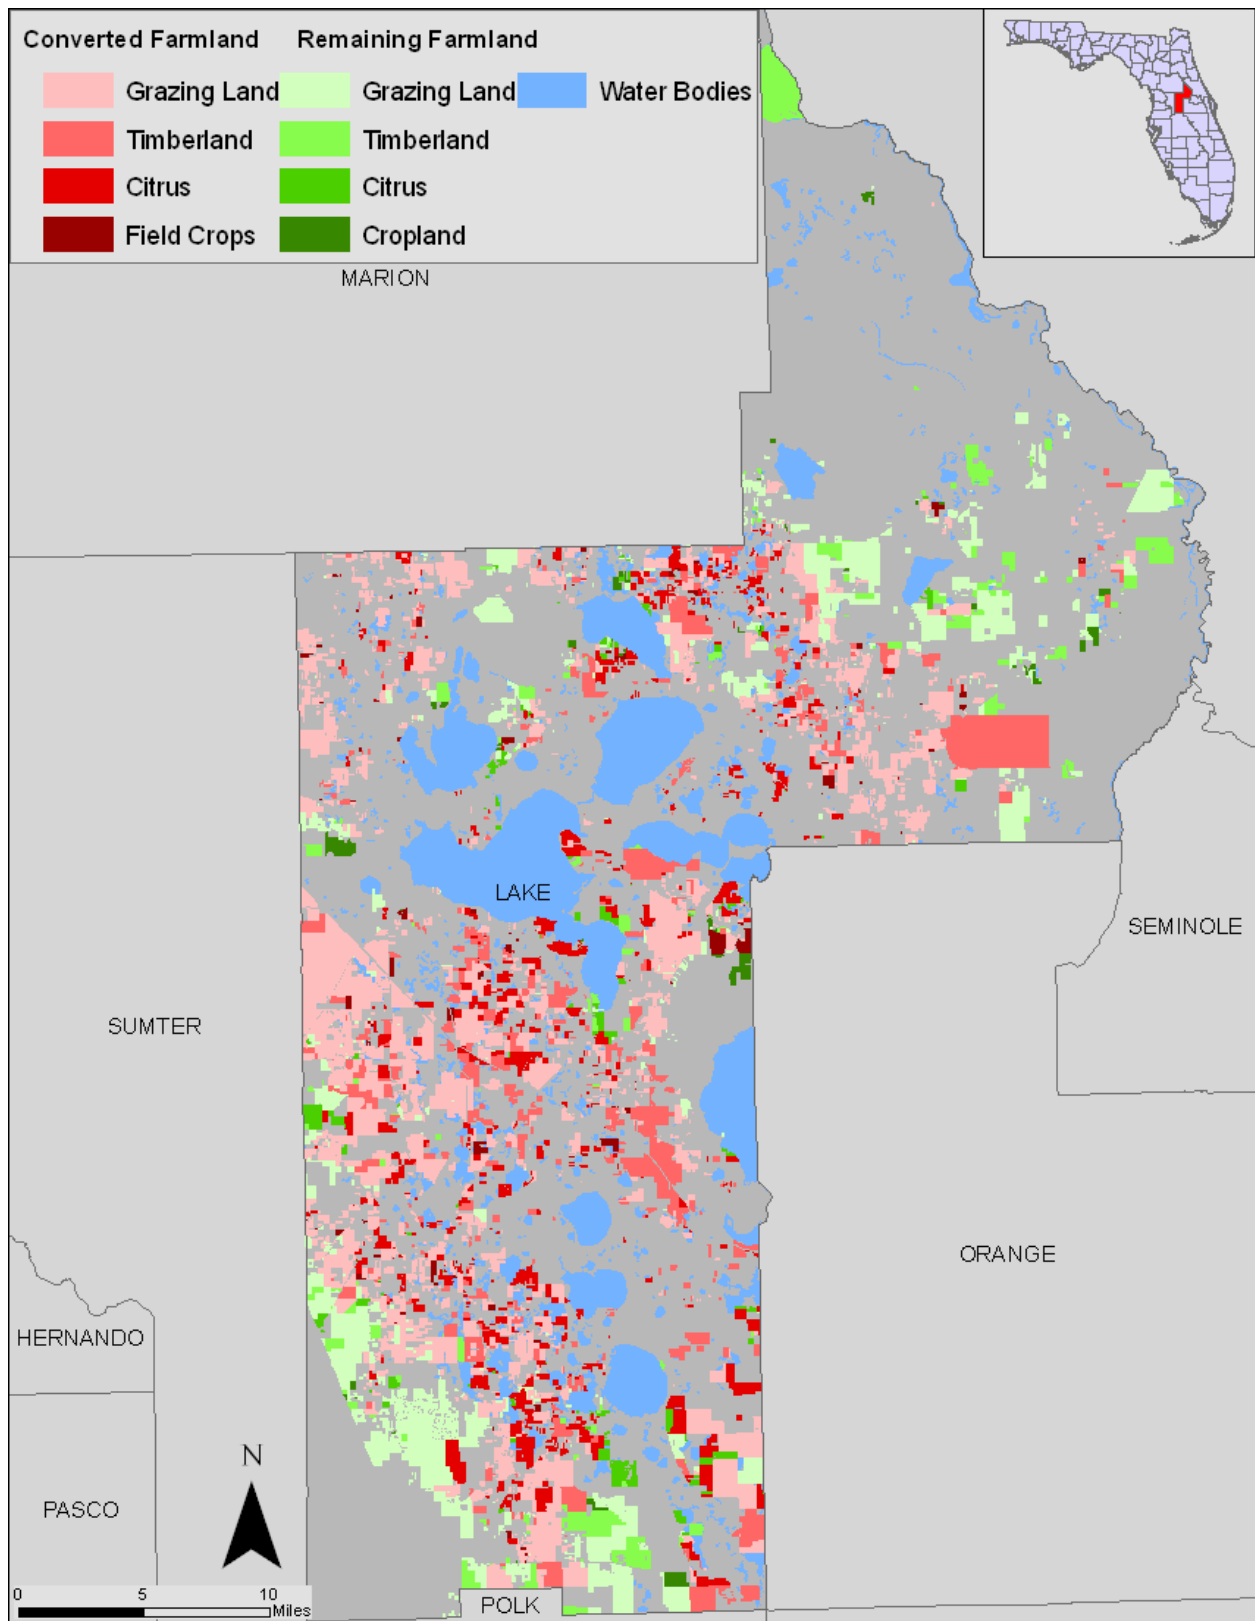 Converted Farmland Remaining Farmland
Grazing Land Grazing Land Water Bodies
Timberland Timberland
Citrus Citrus
Field Crops Cropland
MARION
LAKE
SEMINOLE
SUMTER
ORANGE
HERNANDO
N
PASCO
0 5 10
Miles
POLK